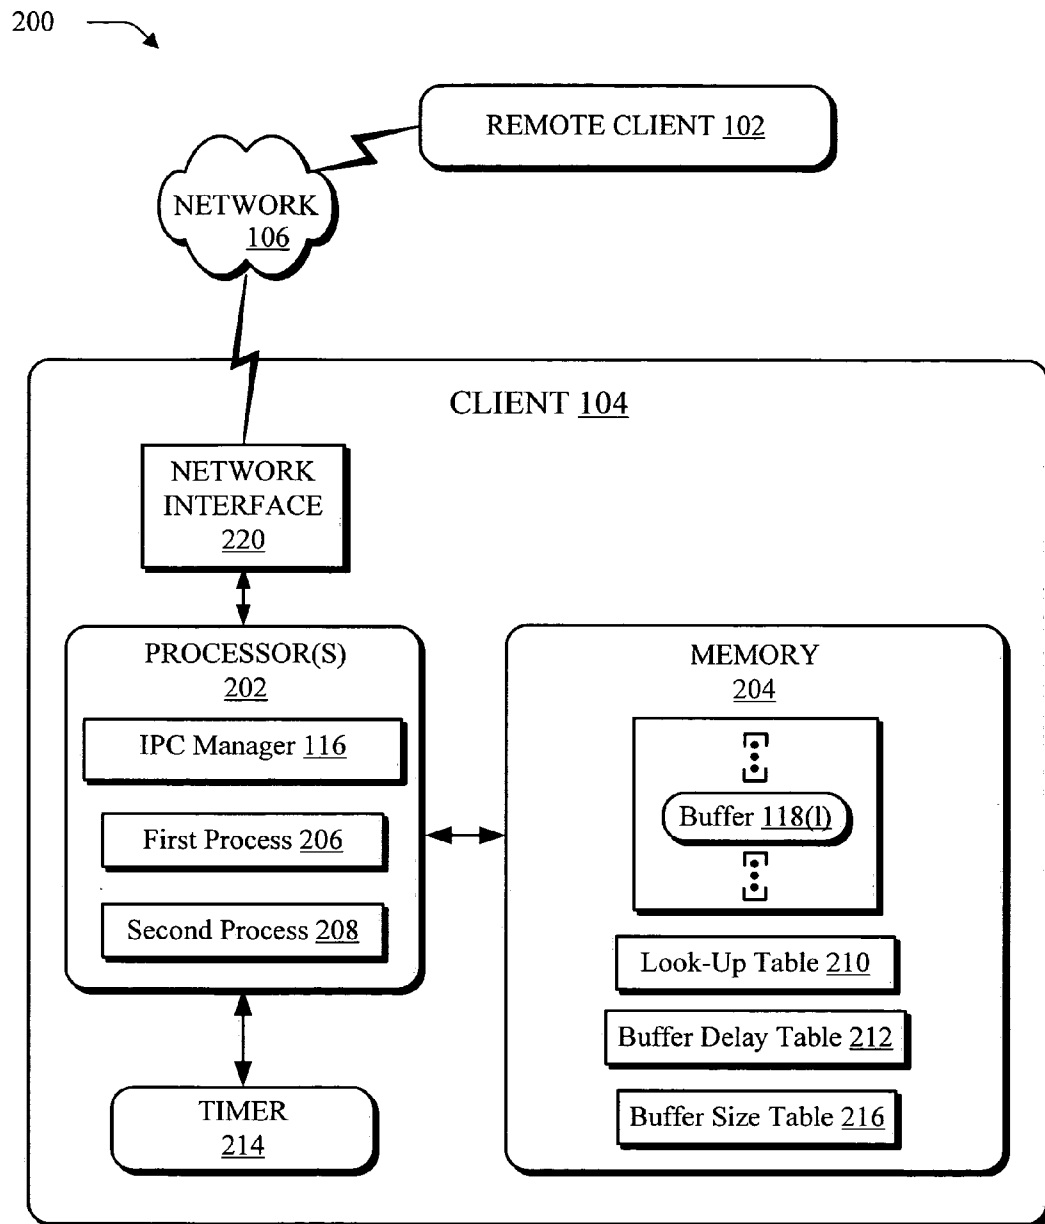 200
REMOTE CLIENT 102
NETWORK
106
CLIENT 104
NETWORK
INTERFACE
220
PROCESSOR(S)
202
IPC Manager 116
First Process 206
Second Process 208
MEMORY
204
Buffer 118(l)
Look-Up Table 210
Buffer Delay Table 212
Buffer Size Table 216
TIMER
214